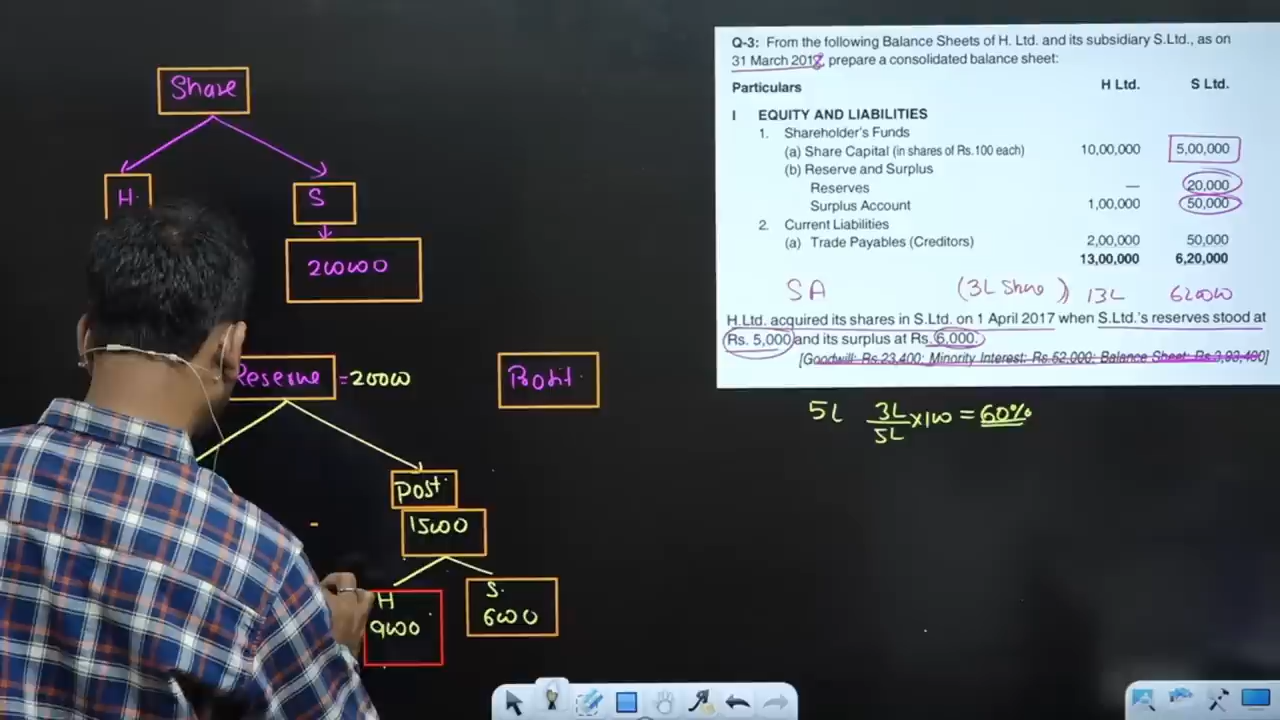 Share
H.
S
200000
Reserve = 20000
Profit.
Post.
15000
H
9000
S.
6000
Q-3: From the following Balance Sheets of H. Ltd. and its subsidiary S.Ltd., as on
31 March 2018, prepare a consolidated balance sheet:
Particulars H Ltd. S Ltd.
I EQUITY AND LIABILITIES
1. Shareholder's Funds
(a) Share Capital (in shares of Rs.100 each) 10,00,000 5,00,000
(b) Reserve and Surplus
Reserves — 20,000
Surplus Account 1,00,000 50,000
2. Current Liabilities
(a) Trade Payables (Creditors) 2,00,000 50,000
13,00,000 6,20,000
SA (3L Share) 13L 620000
H.Ltd. acquired its shares in S.Ltd. on 1 April 2017 when S.Ltd.'s reserves stood at
Rs. 5,000 and its surplus at Rs. 6,000.
[Goodwill: Rs.23,400; Minority Interest: Rs.52,000; Balance Sheet: Rs.3,93,400]
5L 3L/5L x100 = 60%